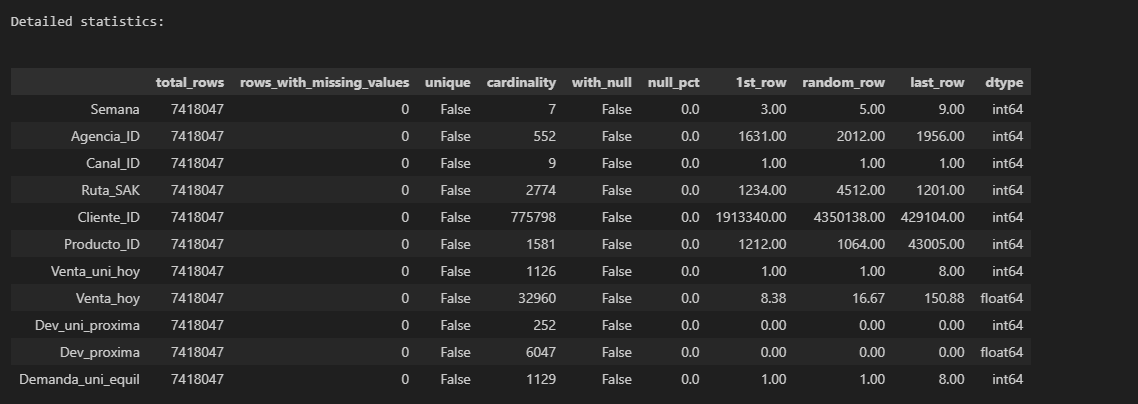 Detailed statistics:
total_rows rows_with_missing_values unique cardinality with_null null_pct 1st_row random_row last_row dtype
Semana 7418047 0 False 7 False 0.0 3.00 5.00 9.00 int64
Agencia_ID 7418047 0 False 552 False 0.0 1631.00 2012.00 1956.00 int64
Canal_ID 7418047 0 False 9 False 0.0 1.00 1.00 1.00 int64
Ruta_SAK 7418047 0 False 2774 False 0.0 1234.00 4512.00 1201.00 int64
Cliente_ID 7418047 0 False 775798 False 0.0 1913340.00 4350138.00 429104.00 int64
Producto_ID 7418047 0 False 1581 False 0.0 1212.00 1064.00 43005.00 int64
Venta_uni_hoy 7418047 0 False 1126 False 0.0 1.00 1.00 8.00 int64
Venta_hoy 7418047 0 False 32960 False 0.0 8.38 16.67 150.88 float64
Dev_uni_proxima 7418047 0 False 252 False 0.0 0.00 0.00 0.00 int64
Dev_proxima 7418047 0 False 6047 False 0.0 0.00 0.00 0.00 float64
Demanda_uni_equil 7418047 0 False 1129 False 0.0 1.00 1.00 8.00 int64